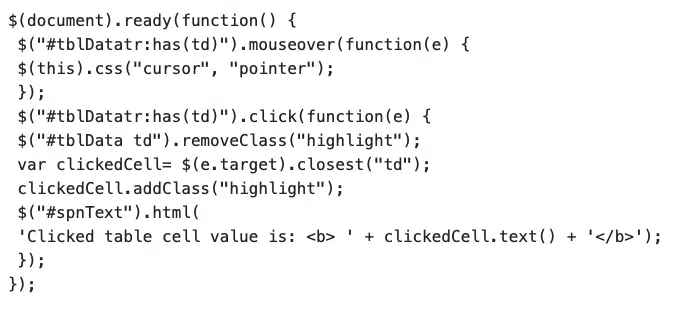 $(document).ready(function() {
$("#tblDatatr:has(td)").mouseover(function(e) {
$(this).css("cursor", "pointer");
});
$("#tblDatatr:has(td)").click(function(e) {
$("#tblData td").removeClass("highlight");
var clickedCell= $(e.target).closest("td");
clickedCell.addClass("highlight");
$("#spnText").html(
'Clicked table cell value is: <b> ' + clickedCell.text() + '</b>');
});
});